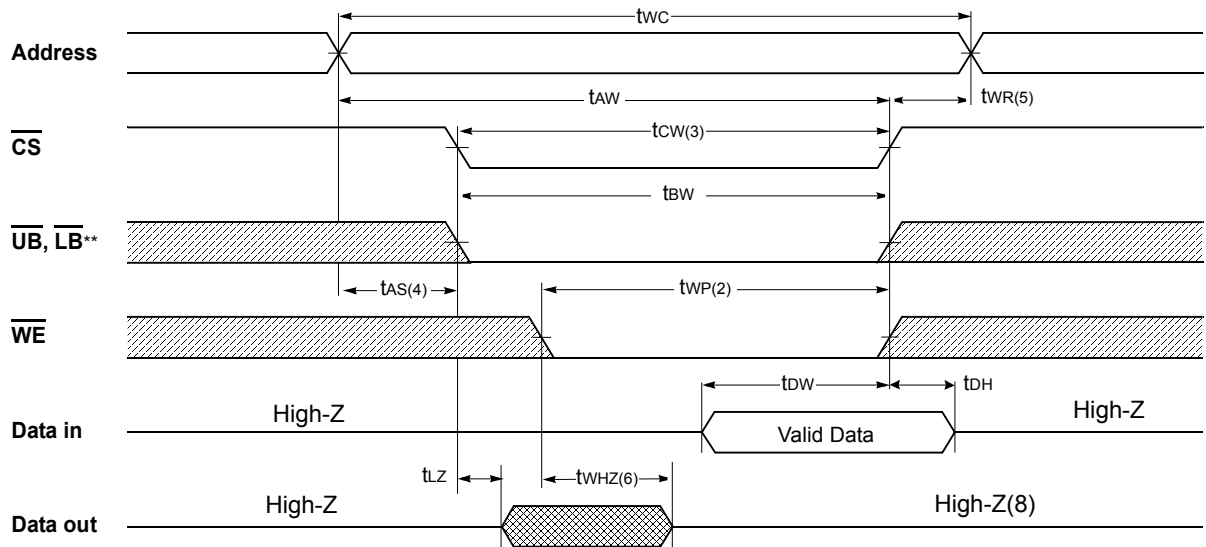 tWC
Address
tAW
tWR(5)
tCW(3)
CS
tBW
UB, LB**
tAS(4)
tWP(2)
WE
tDW
tDH
High-Z
High-Z
Data in
Valid Data
tLZ
tWHZ(6)
High-Z
High-Z(8)
Data out